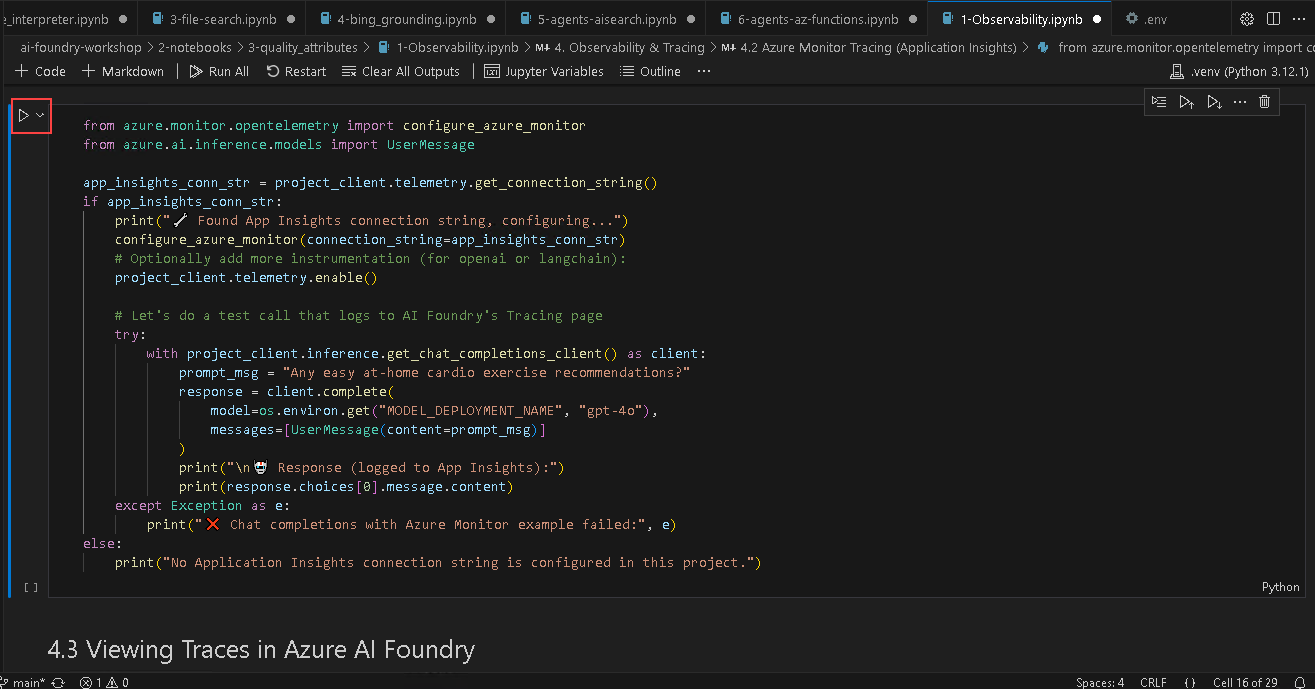 e_interpreter.ipynb
3-file-search.ipynb
4-bing_grounding.ipynb
5-agents-aisearch.ipynb
6-agents-az-functions.ipynb
1-Observability.ipynb
.env
ai-foundry-workshop > 2-notebooks > 3-quality_attributes > 1-Observability.ipynb > M↓ 4. Observability & Tracing > M↓ 4.2 Azure Monitor Tracing (Application Insights) > from azure.monitor.opentelemetry import co
+ Code + Markdown Run All Restart Clear All Outputs Jupyter Variables Outline ··· .venv (Python 3.12.1)
from azure.monitor.opentelemetry import configure_azure_monitor
from azure.ai.inference.models import UserMessage
app_insights_conn_str = project_client.telemetry.get_connection_string()
if app_insights_conn_str:
print("🔧 Found App Insights connection string, configuring...")
configure_azure_monitor(connection_string=app_insights_conn_str)
# Optionally add more instrumentation (for openai or langchain):
project_client.telemetry.enable()
# Let's do a test call that logs to AI Foundry's Tracing page
try:
with project_client.inference.get_chat_completions_client() as client:
prompt_msg = "Any easy at-home cardio exercise recommendations?"
response = client.complete(
model=os.environ.get("MODEL_DEPLOYMENT_NAME", "gpt-4o"),
messages=[UserMessage(content=prompt_msg)]
)
print("\n🤖 Response (logged to App Insights):")
print(response.choices[0].message.content)
except Exception as e:
print("❌ Chat completions with Azure Monitor example failed:", e)
else:
print("No Application Insights connection string is configured in this project.")
[ ]
Python
4.3 Viewing Traces in Azure AI Foundry
main* 1 0 Spaces: 4 CRLF {} Cell 16 of 29